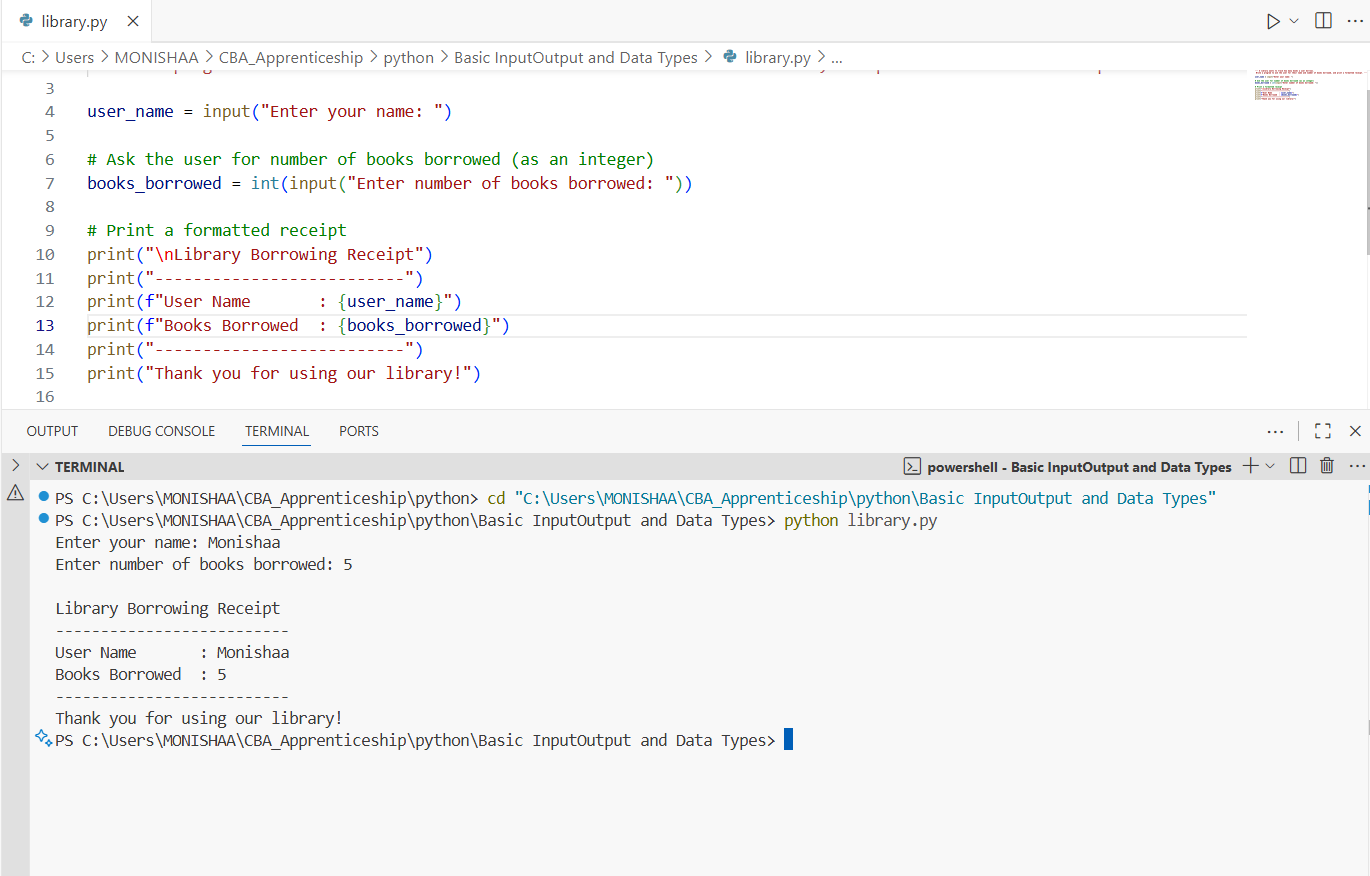 library.py
C: > Users > MONISHAA > CBA_Apprenticeship > python > Basic InputOutput and Data Types > library.py > ...
3
4 user_name = input("Enter your name: ")
5
6 # Ask the user for number of books borrowed (as an integer)
7 books_borrowed = int(input("Enter number of books borrowed: "))
8
9 # Print a formatted receipt
10 print("\nLibrary Borrowing Receipt")
11 print("--------------------------")
12 print(f"User Name       : {user_name}")
13 print(f"Books Borrowed  : {books_borrowed}")
14 print("--------------------------")
15 print("Thank you for using our library!")
16
OUTPUT DEBUG CONSOLE TERMINAL PORTS
TERMINAL powershell - Basic InputOutput and Data Types
PS C:\Users\MONISHAA\CBA_Apprenticeship\python> cd "C:\Users\MONISHAA\CBA_Apprenticeship\python\Basic InputOutput and Data Types"
PS C:\Users\MONISHAA\CBA_Apprenticeship\python\Basic InputOutput and Data Types> python library.py
Enter your name: Monishaa
Enter number of books borrowed: 5
Library Borrowing Receipt
--------------------------
User Name       : Monishaa
Books Borrowed  : 5
--------------------------
Thank you for using our library!
PS C:\Users\MONISHAA\CBA_Apprenticeship\python\Basic InputOutput and Data Types>